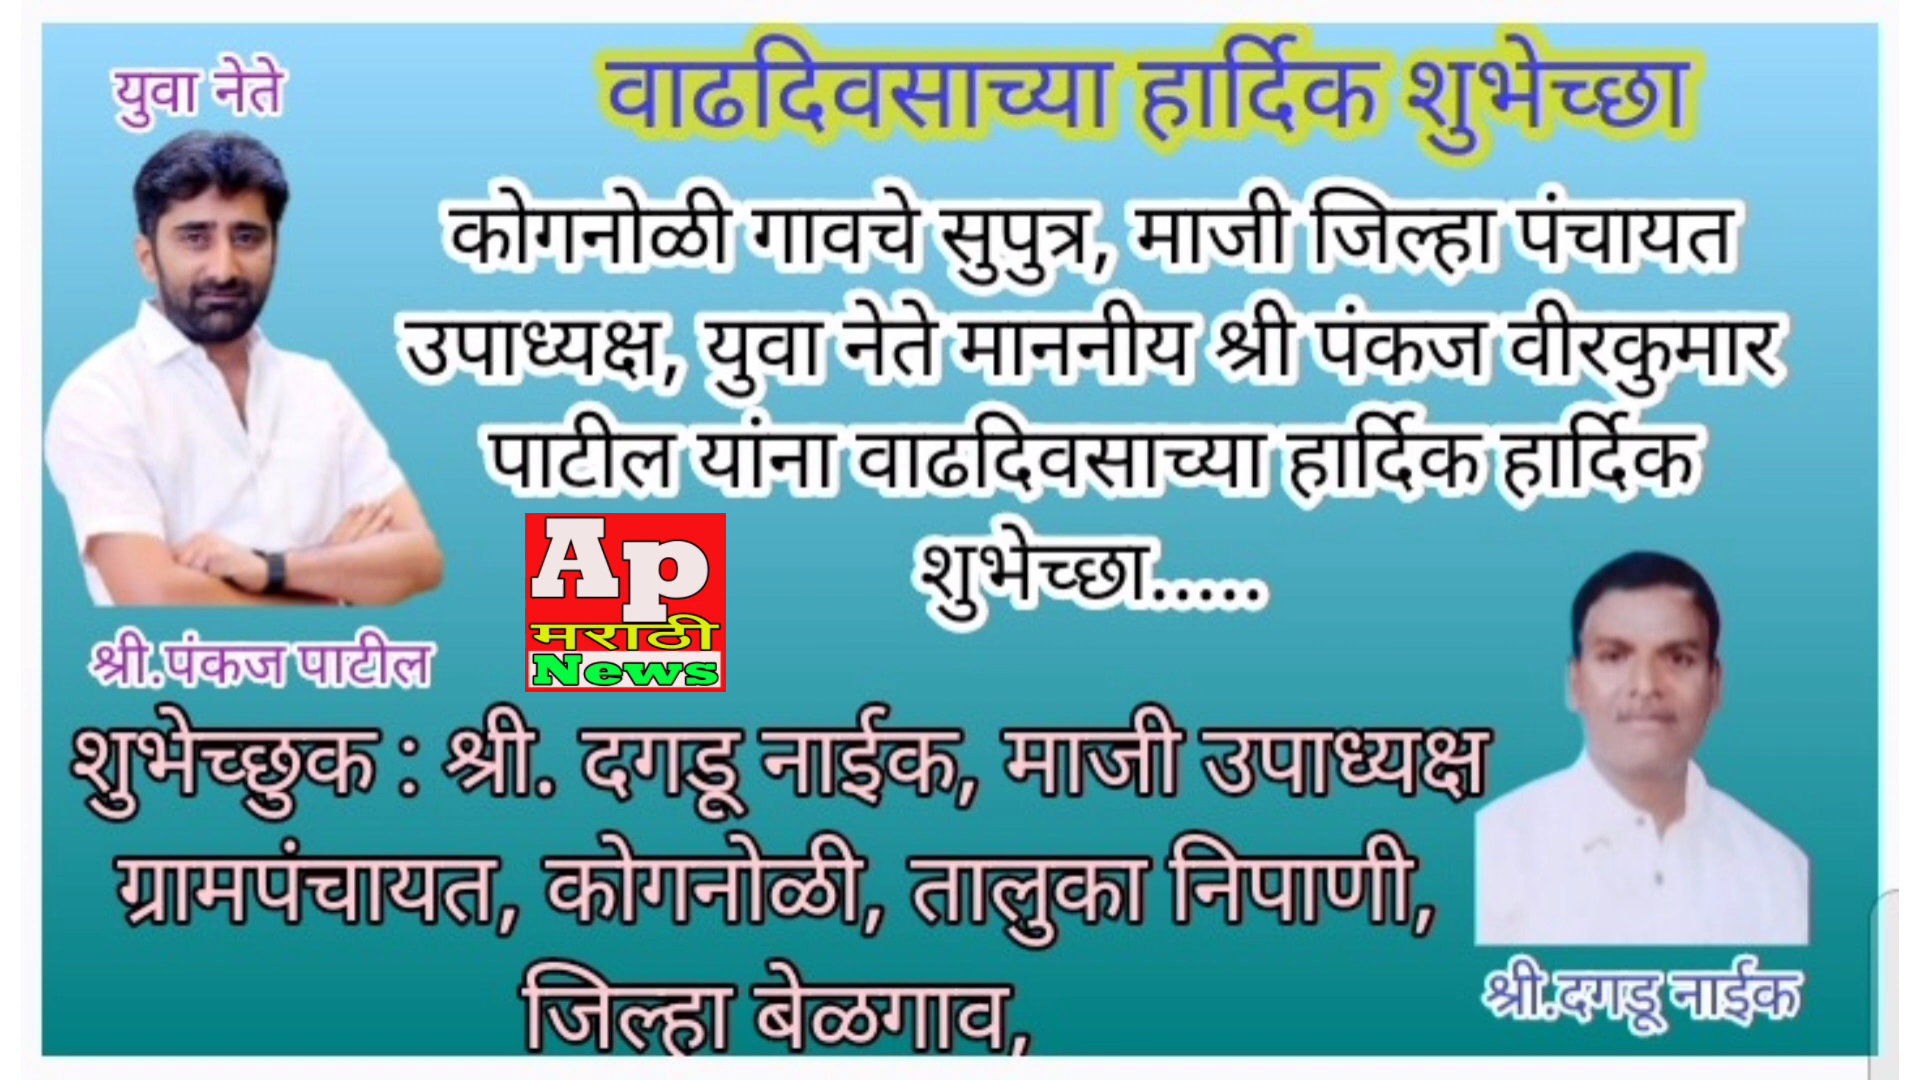 युवा नेते
वाढदिवसाच्या हार्दिक शुभेच्छा
कोगनोळी गावचे सुपुत्र, माजी जिल्हा पंचायत
उपाध्यक्ष, युवा नेते माननीय श्री पंकज वीरकुमार
पाटील यांना वाढदिवसाच्या हार्दिक हार्दिक
शुभेच्छा.....
श्री.पंकज पाटील
Ap
मराठी
News
शुभेच्छुक : श्री. दगडू नाईक, माजी उपाध्यक्ष
ग्रामपंचायत, कोगनोळी, तालुका निपाणी,
जिल्हा बेळगाव,
श्री.दगडू नाईक